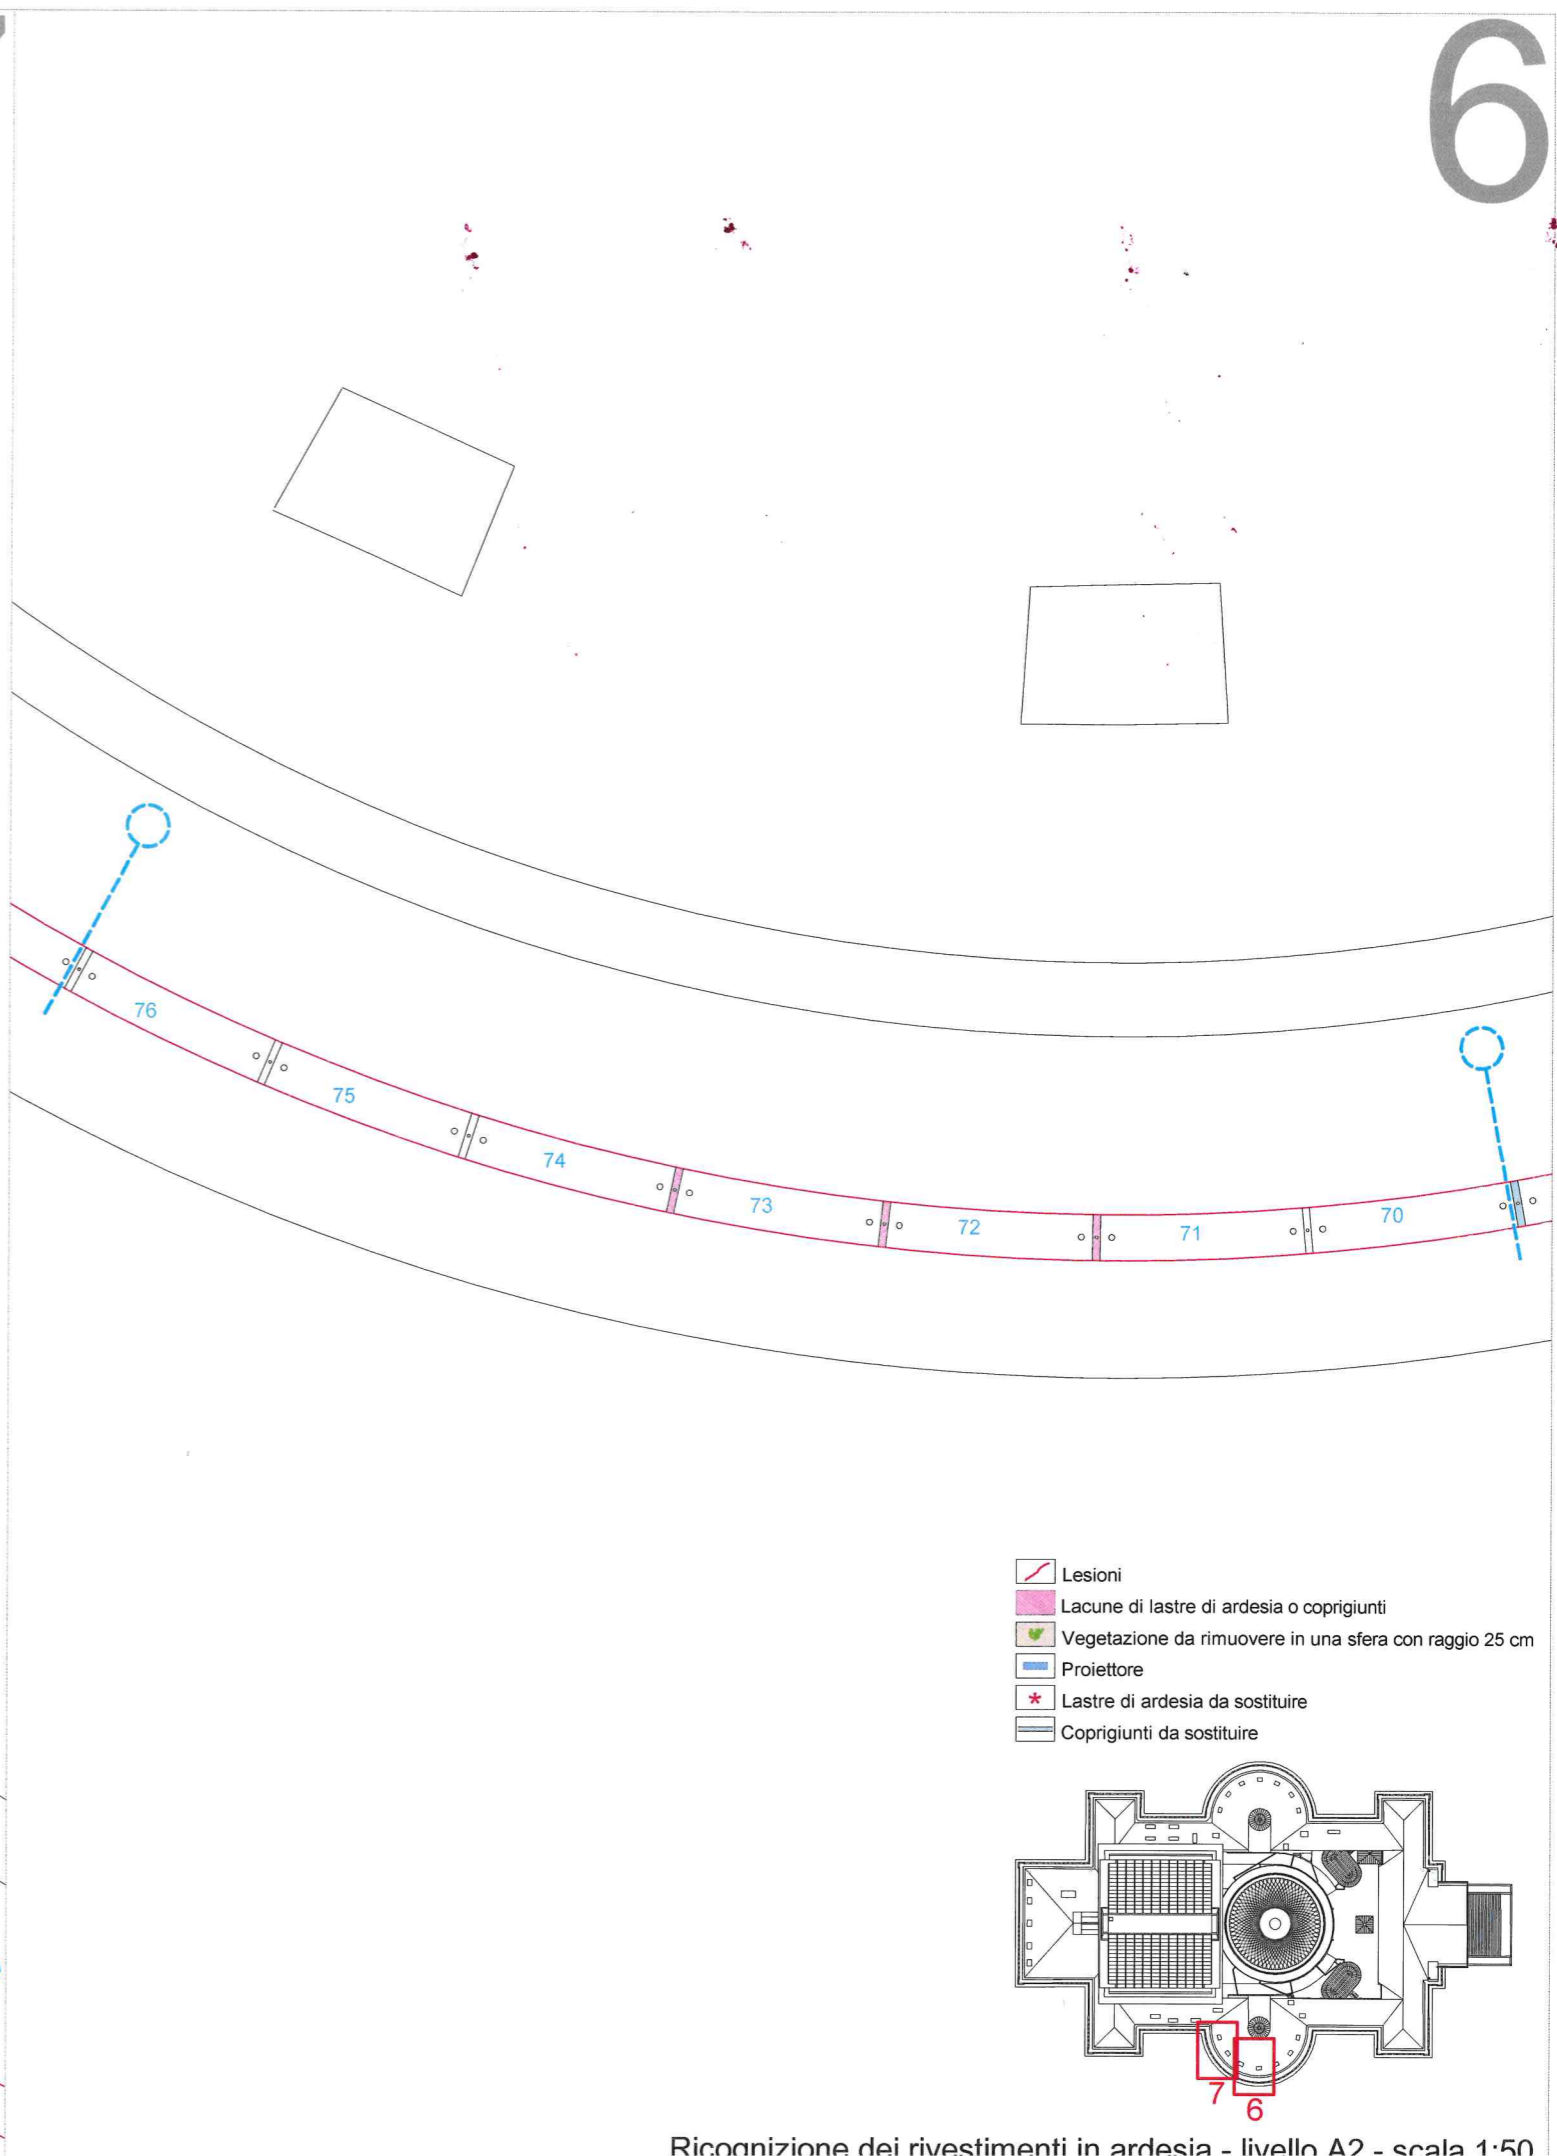 6
76
75
74
73
72
71
70
Lesioni
Lacune di lastre di ardesia o coprigiunti
Vegetazione da rimuovere in una sfera con raggio 25 cm
Proiettore
* Lastre di ardesia da sostituire
Coprigiunti da sostituire
7
6
Ricognizione dei rivestimenti in ardesia - livello A2 - scala 1:50